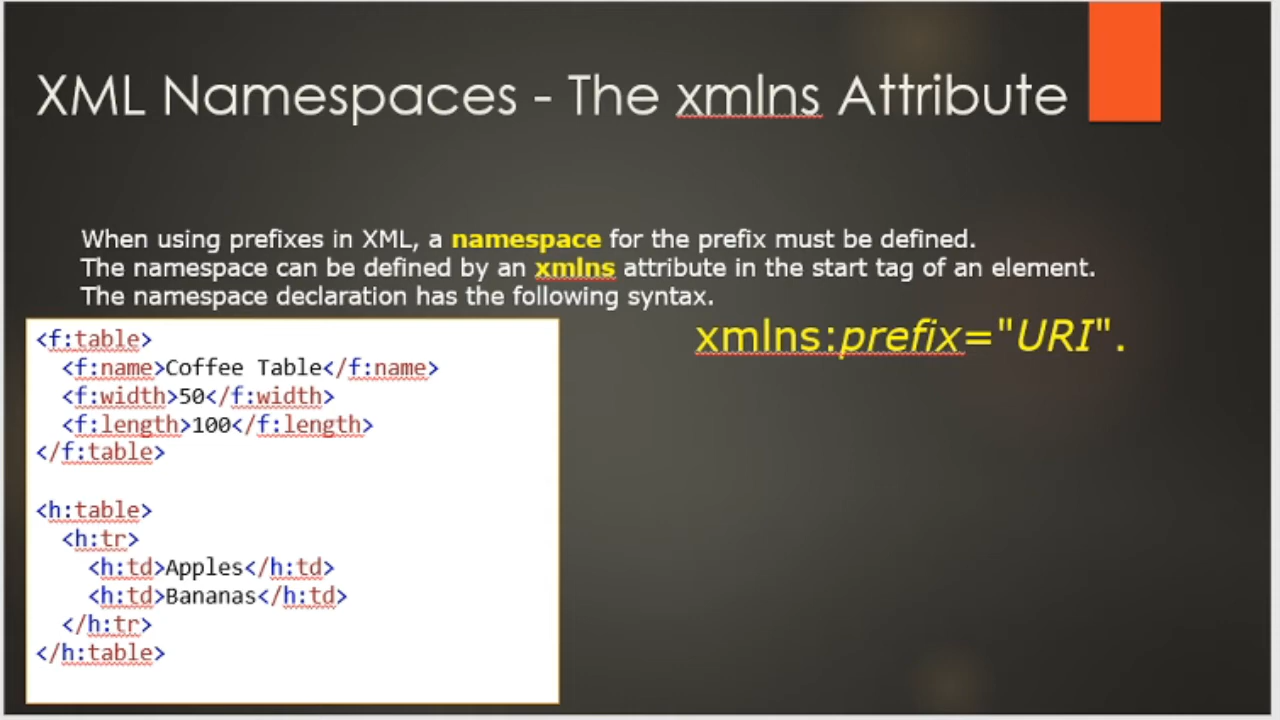 XML Namespaces - The xmlns Attribute
When using prefixes in XML, a namespace for the prefix must be defined.
The namespace can be defined by an xmlns attribute in the start tag of an element.
The namespace declaration has the following syntax.
xmlns:prefix="URI".
<f:table>
  <f:name>Coffee Table</f:name>
  <f:width>50</f:width>
  <f:length>100</f:length>
</f:table>

<h:table>
  <h:tr>
    <h:td>Apples</h:td>
    <h:td>Bananas</h:td>
  </h:tr>
</h:table>